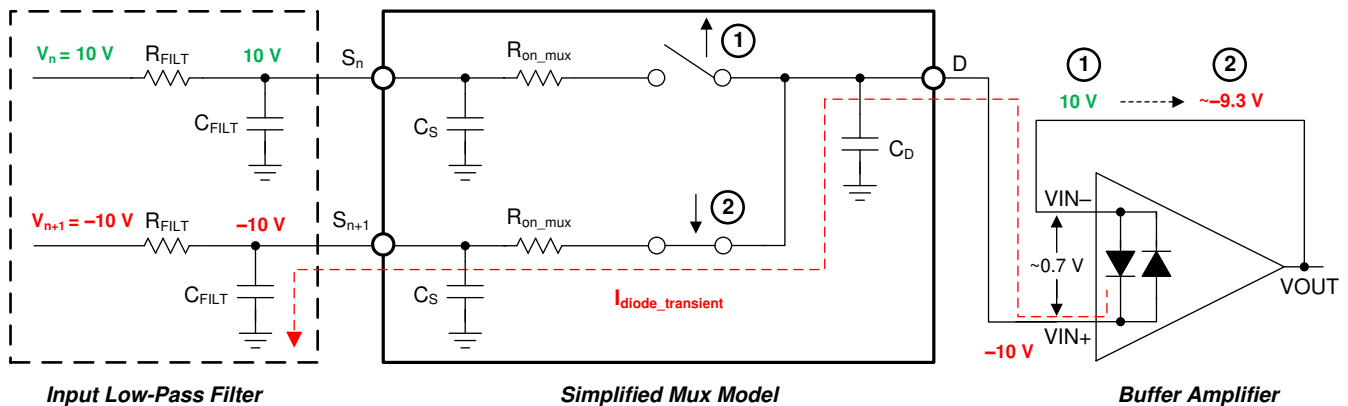 Vn = 10 V
RFILT
10 V
Sn
Ron_mux
1
D
1
2
10 V
~–9.3 V
CFILT
CS
CD
Vn+1 = –10 V
RFILT
–10 V
Sn+1
Ron_mux
2
VIN–
~0.7 V
CFILT
CS
Idiode_transient
VOUT
VIN+
–10 V
Input Low-Pass Filter
Simplified Mux Model
Buffer Amplifier